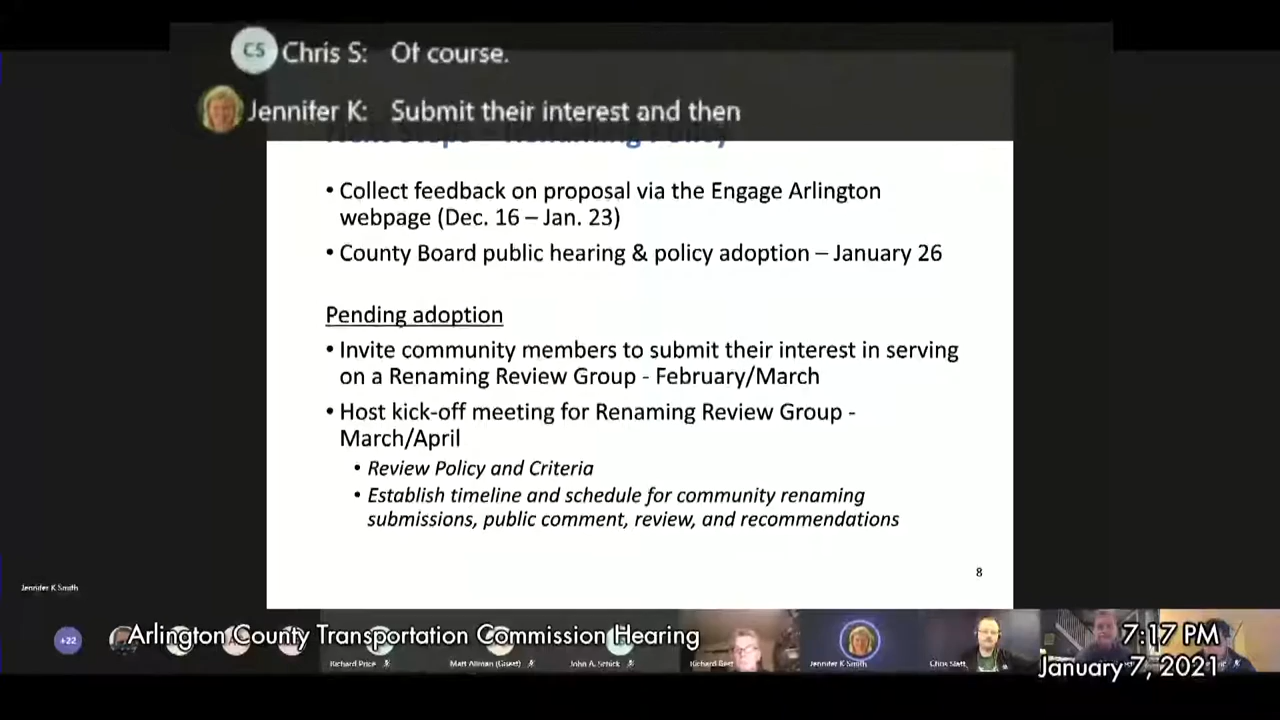 CS Chris S: Of course.
Jennifer K: Submit their interest and then
Next Steps – Renaming Policy
• Collect feedback on proposal via the Engage Arlington
webpage (Dec. 16 – Jan. 23)
• County Board public hearing & policy adoption – January 26
Pending adoption
• Invite community members to submit their interest in serving
on a Renaming Review Group - February/March
• Host kick-off meeting for Renaming Review Group -
March/April
• Review Policy and Criteria
• Establish timeline and schedule for community renaming
submissions, public comment, review, and recommendations
8
Jennifer K Smith
+22
Arlington County Transportation Commission Hearing
7:17 PM
Richard Price
Matt Allman (Guest)
Jennifer K Smith
Chris Slatt
January 7, 2021